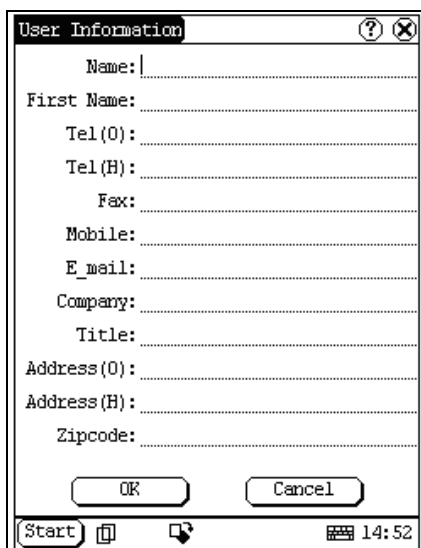 User Information ?
Name:
First Name:
Tel(O):
Tel(H):
Fax:
Mobile:
E_mail:
Company:
Title:
Address(O):
Address(H):
Zipcode:
OK Cancel
Start 14:52